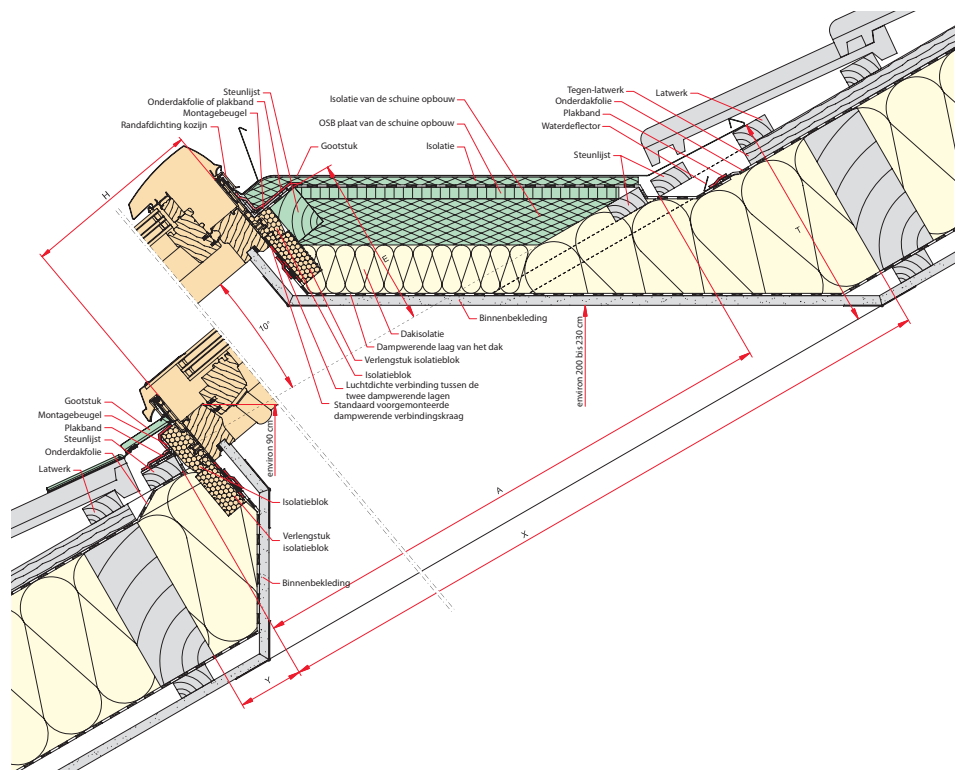 Steunlijst
Onderdakfolie of plakband
Montagebeugel
Randafdichting kozijn
Gootstuk
Isolatie van de schuine opbouw
OSB plaat van de schuine opbouw
Isolatie
Tegen-latwerk
Onderdakfolie
Plakband
Waterdeflector
Latwerk
Steunlijst
H
E
T
10°
Binnenbekleding
Dakisolatie
Dampwerende laag van het dak
Verlengstuk isolatieblok
Isolatieblok
Luchtdichte verbinding tussen de
twee dampwerende lagen
Standaard voorgemonteerde
dampwerende verbindingskraag
environ 200 bis 230 cm
environ 90 cm
Gootstuk
Montagebeugel
Plakband
Steunlijst
Onderdakfolie
Latwerk
Isolatieblok
Verlengstuk
isolatieblok
Binnenbekleding
A
X
Y